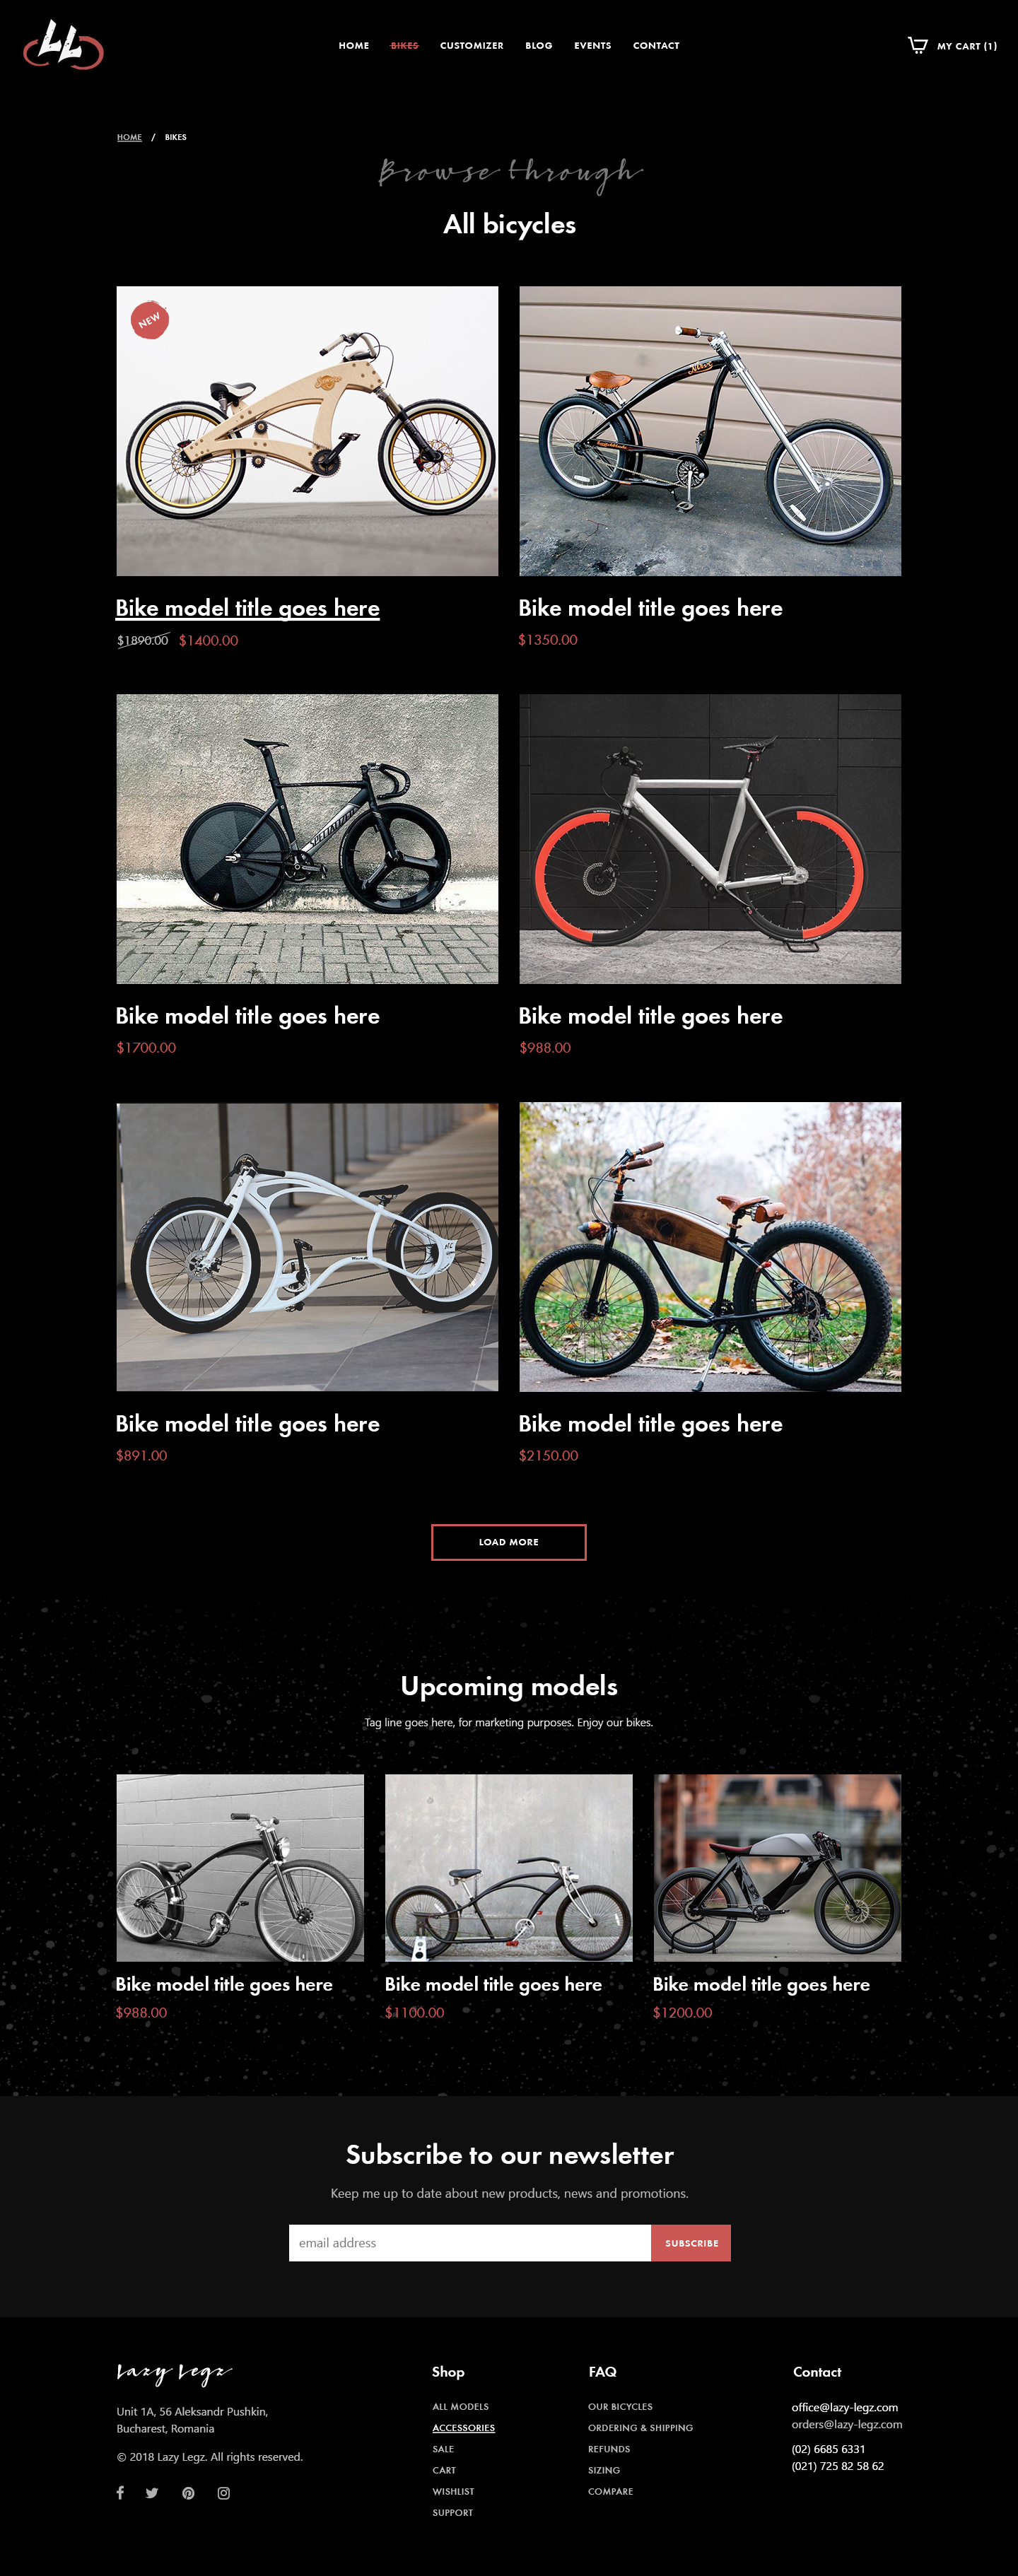 LL
HOME BIKES CUSTOMIZER BLOG EVENTS CONTACT
MY CART (1)
HOME / BIKES
Browse through
All bicycles
NEW
Bike model title goes here
$1890.00 $1400.00
Bike model title goes here
$1350.00
SPECIALIZED
Bike model title goes here
$1700.00
Bike model title goes here
$988.00
Bike model title goes here
$891.00
Bike model title goes here
$2150.00
LOAD MORE
Upcoming models
Tag line goes here, for marketing purposes. Enjoy our bikes.
Bike model title goes here
$988.00
Bike model title goes here
$1100.00
Bike model title goes here
$1200.00
Subscribe to our newsletter
Keep me up to date about new products, news and promotions.
email address
SUBSCRIBE
Lazy Legz
Unit 1A, 56 Aleksandr Pushkin,
Bucharest, Romania
© 2018 Lazy Legz. All rights reserved.
Shop
ALL MODELS
ACCESSORIES
SALE
CART
WISHLIST
SUPPORT
FAQ
OUR BICYCLES
ORDERING & SHIPPING
REFUNDS
SIZING
COMPARE
Contact
office@lazy-legz.com
orders@lazy-legz.com
(02) 6685 6331
(021) 725 82 58 62